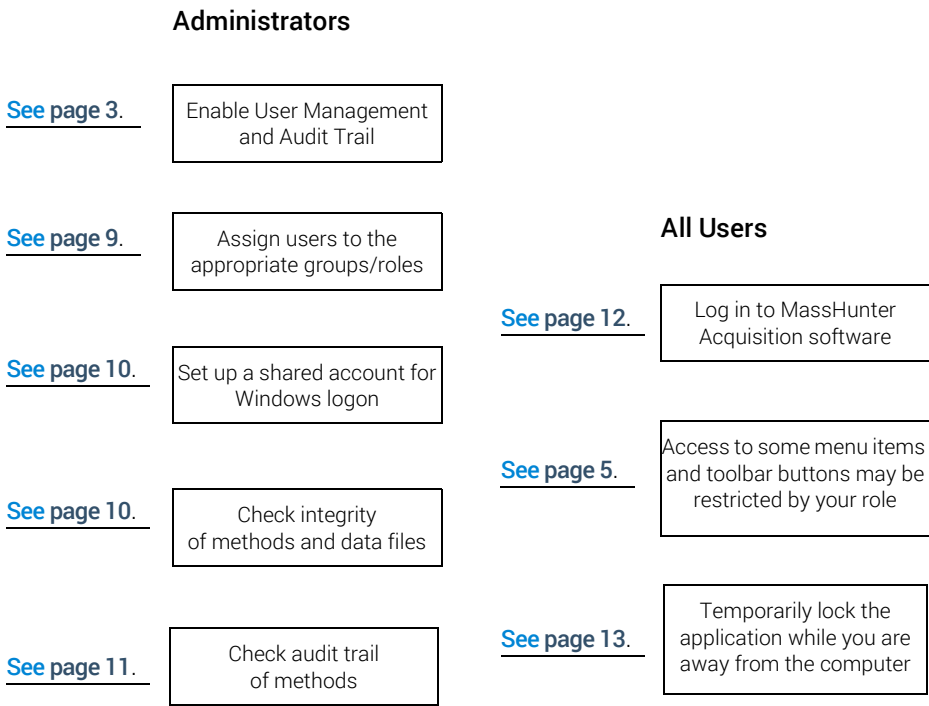 Administrators
See page 3.
Enable User Management
and Audit Trail
See page 9.
Assign users to the
appropriate groups/roles
See page 10.
Set up a shared account for
Windows logon
See page 10.
Check integrity
of methods and data files
See page 11.
Check audit trail
of methods
All Users
See page 12.
Log in to MassHunter
Acquisition software
See page 5.
Access to some menu items
and toolbar buttons may be
restricted by your role
See page 13.
Temporarily lock the
application while you are
away from the computer